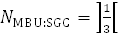 N_MBU:SGC = ]1/3[